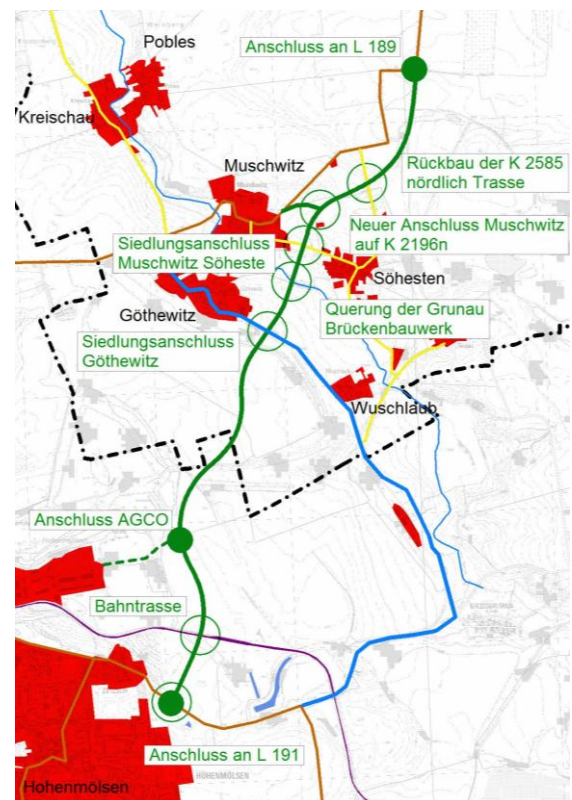 Pobles
Anschluss an L 189
Kreischau
Muschwitz
Rückbau der K 2585
nördlich Trasse
Siedlungsanschluss
Muschwitz Söheste
Neuer Anschluss Muschwitz
auf K 2196n
Söhesten
Göthewitz
Querung der Grunau
Brückenbauwerk
Siedlungsanschluss
Göthewitz
Wuschlaub
Anschluss AGCO
Bahntrasse
Anschluss an L 191
Hohenmölsen
HOHENMÖLSEN